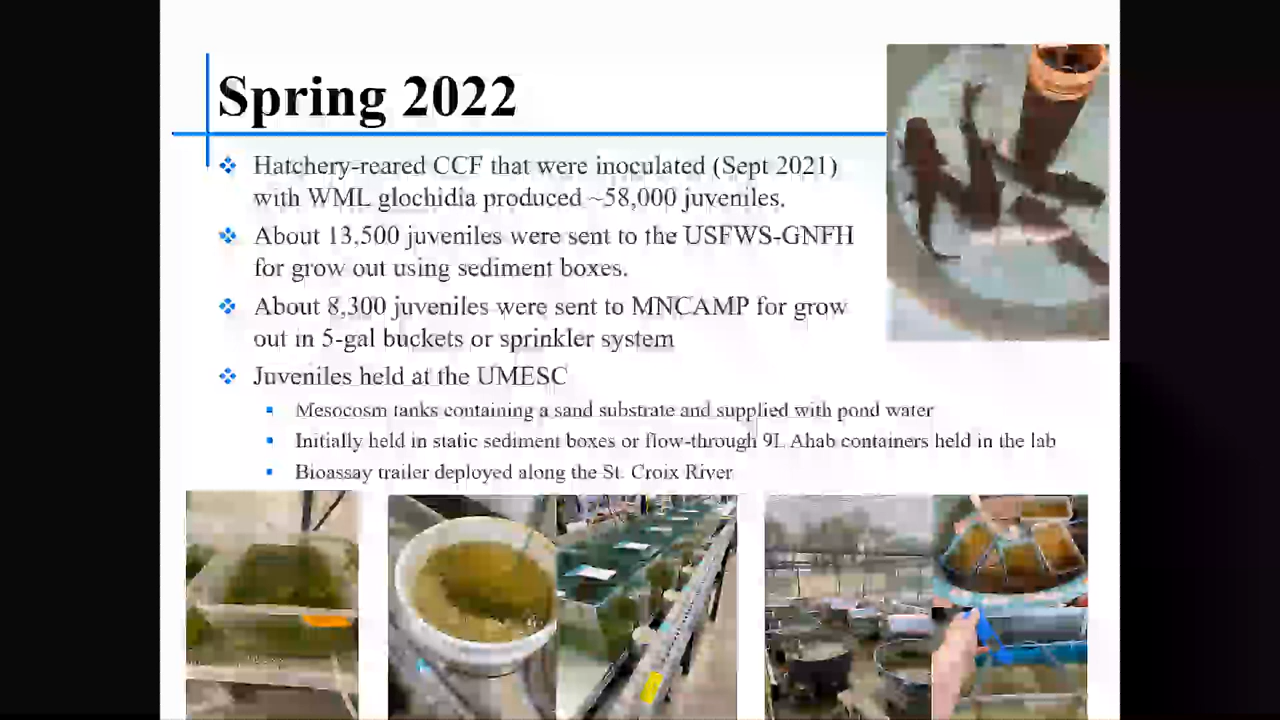 Spring 2022
Hatchery-reared CCF that were inoculated (Sept 2021)
with WML glochidia produced ~58,000 juveniles.
About 13,500 juveniles were sent to the USFWS-GNFH
for grow out using sediment boxes.
About 8,300 juveniles were sent to MNCAMP for grow
out in 5-gal buckets or sprinkler system
Juveniles held at the UMESC
Mesocosm tanks containing a sand substrate and supplied with pond water
Initially held in static sediment boxes or flow-through 9L Ahab containers held in the lab
Bioassay trailer deployed along the St. Croix River